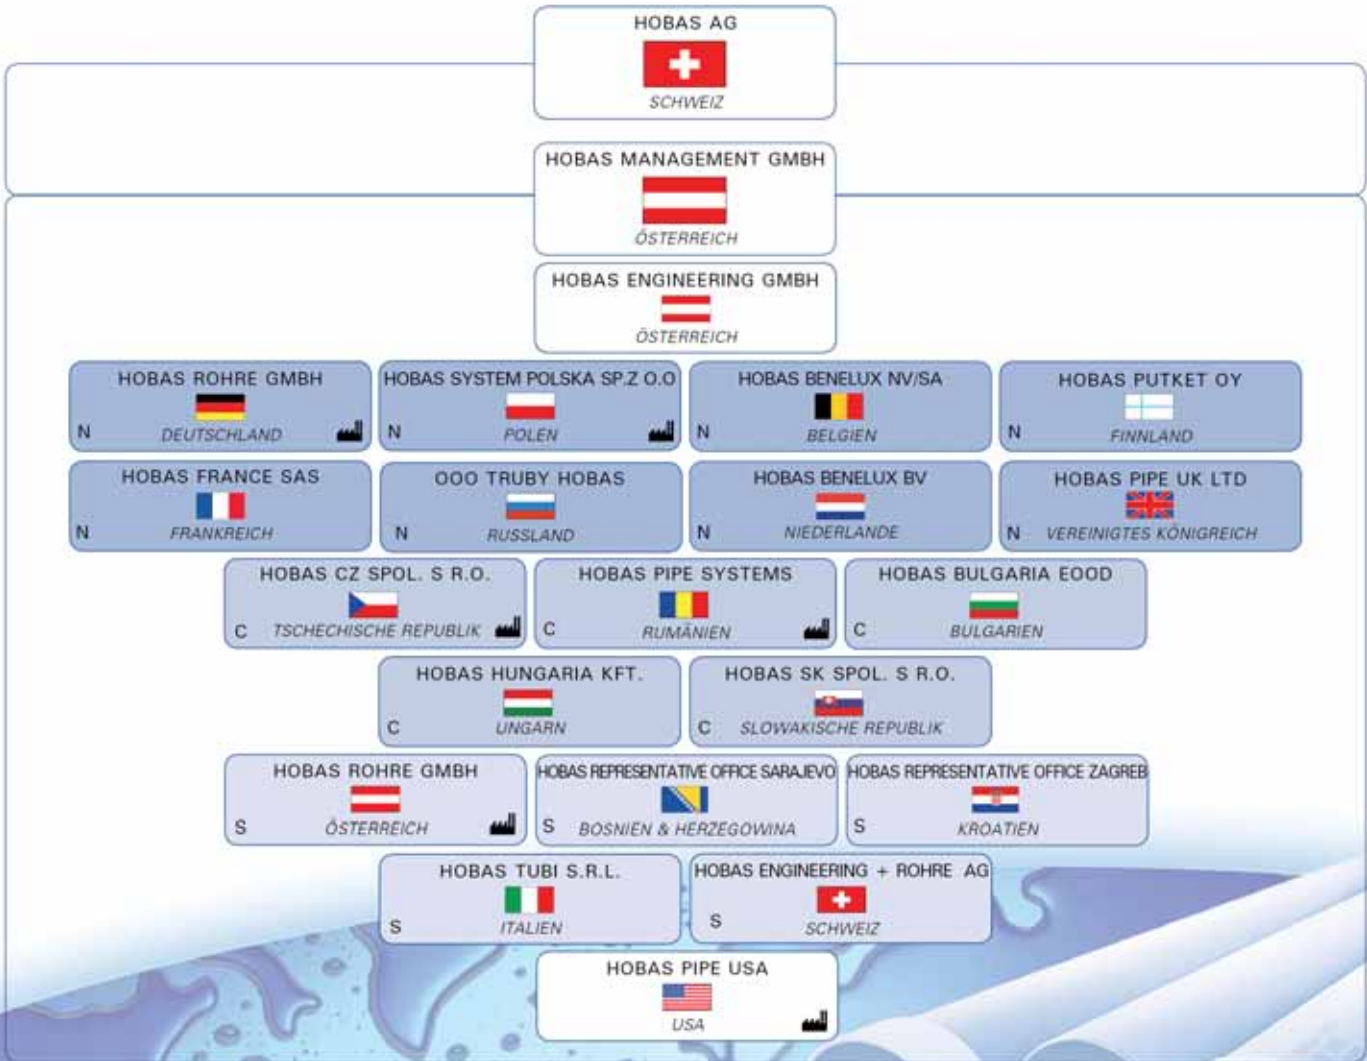 HOBAS AG
SCHWEIZ
HOBAS MANAGEMENT GMBH
ÖSTERREICH
HOBAS ENGINEERING GMBH
ÖSTERREICH
HOBAS ROHRE GMBH
N DEUTSCHLAND
HOBAS SYSTEM POLSKA SP.Z O.O
N POLEN
HOBAS BENELUX NV/SA
N BELGIEN
HOBAS PUTKET OY
N FINNLAND
HOBAS FRANCE SAS
N FRANKREICH
OOO TRUBY HOBAS
N RUSSLAND
HOBAS BENELUX BV
N NIEDERLANDE
HOBAS PIPE UK LTD
N VEREINIGTES KÖNIGREICH
HOBAS CZ SPOL. S R.O.
C TSCHECHISCHE REPUBLIK
HOBAS PIPE SYSTEMS
C RUMÄNIEN
HOBAS BULGARIA EOOD
C BULGARIEN
HOBAS HUNGARIA KFT.
C UNGARN
HOBAS SK SPOL. S R.O.
C SLOWAKISCHE REPUBLIK
HOBAS ROHRE GMBH
S ÖSTERREICH
HOBAS REPRESENTATIVE OFFICE SARAJEVO
S BOSNIEN & HERZEGOWINA
HOBAS REPRESENTATIVE OFFICE ZAGREB
S KROATIEN
HOBAS TUBI S.R.L.
S ITALIEN
HOBAS ENGINEERING + ROHRE AG
S SCHWEIZ
HOBAS PIPE USA
USA